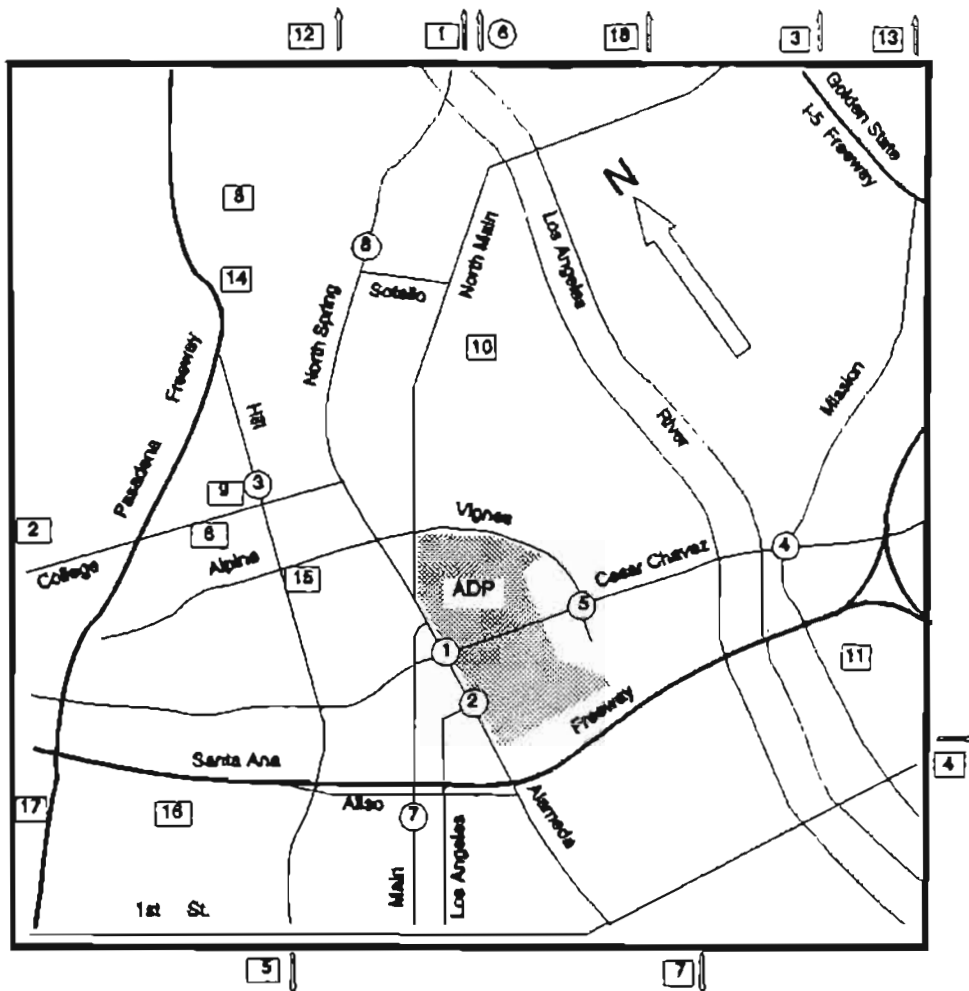 12
1
6
18
3
13
Golden State
I-5 Freeway
N
8
8
14
Sotello
North Main
Los Angeles
North Spring
10
Freeway
Pasadena
Hill
River
Mission
3
9
2
6
College
Alpine
15
Vignes
Cesar Chavez
4
ADP
5
1
2
11
Freeway
Santa Ana
4
17
16
Aliso
7
Alameda
Main
Los Angeles
1st St.
5
7